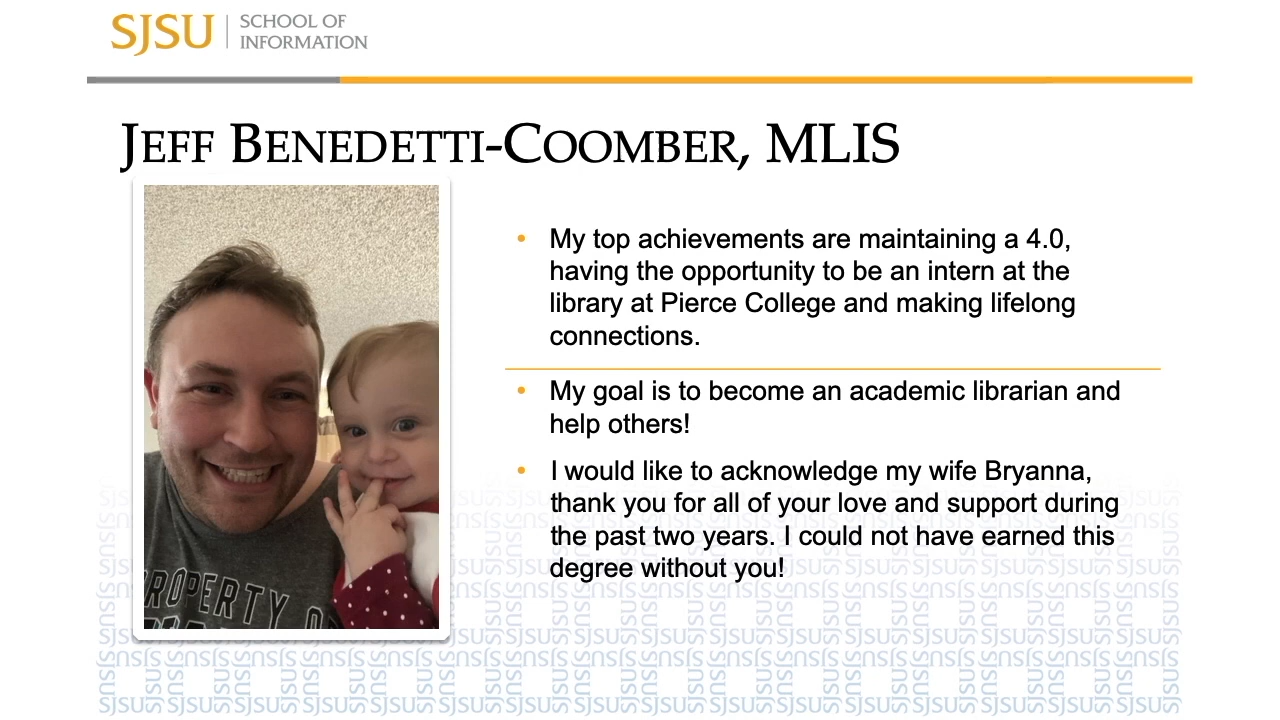 SJSU
SCHOOL OF
INFORMATION
JEFF BENEDETTI-COOMBER, MLIS
• My top achievements are maintaining a 4.0,
having the opportunity to be an intern at the
library at Pierce College and making lifelong
connections.
• My goal is to become an academic librarian and
help others!
• I would like to acknowledge my wife Bryanna,
thank you for all of your love and support during
the past two years. I could not have earned this
degree without you!
PROPERTY